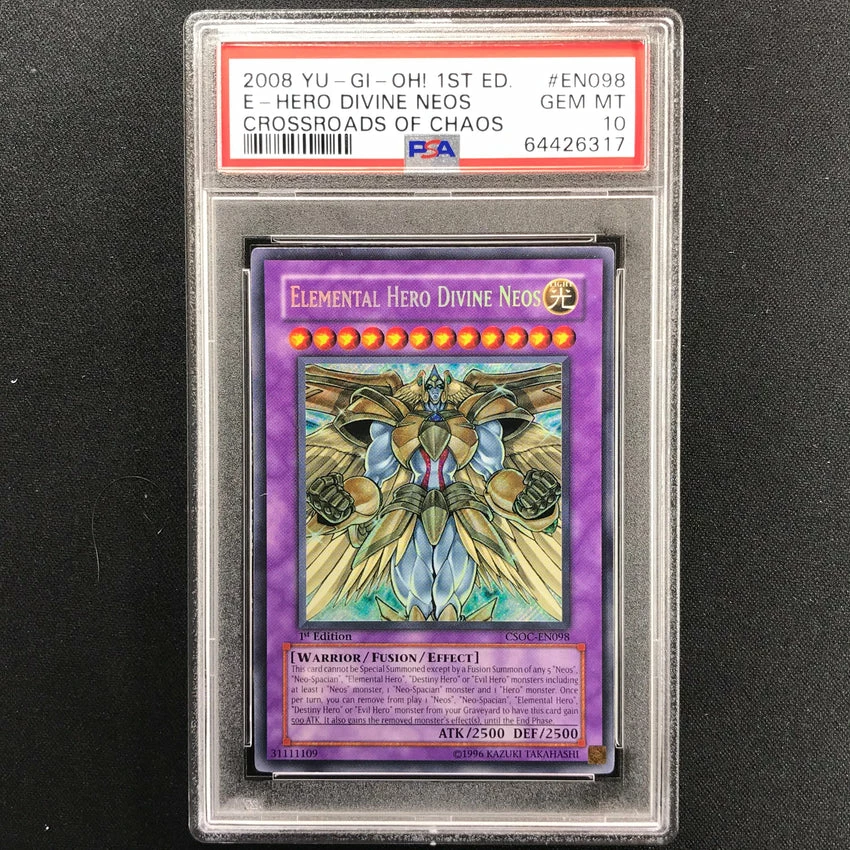 2008 YU-GI-OH! 1ST ED. #EN098
E-HERO DIVINE NEOS GEM MT
CROSSROADS OF CHAOS 10
PSA 64426317
ELEMENTAL HERO DIVINE NEOS
LIGHT
光
1st Edition CSOC-EN098
[WARRIOR/FUSION/EFFECT]
This card cannot be Special Summoned except by a Fusion Summon of any 5 "Neos",
"Neo-Spacian", "Elemental Hero", "Destiny Hero" or "Evil Hero" monsters including
at least 1 "Neos" monster, 1 "Neo-Spacian" monster and 1 "Hero" monster. Once
per turn, you can remove from play 1 "Neos", "Neo-Spacian", "Elemental Hero",
"Destiny Hero" or "Evil Hero" monster from your Graveyard to have this card gain
500 ATK. It also gains the removed monster's effect(s), until the End Phase.
ATK/2500 DEF/2500
31111109 ©1996 KAZUKI TAKAHASHI